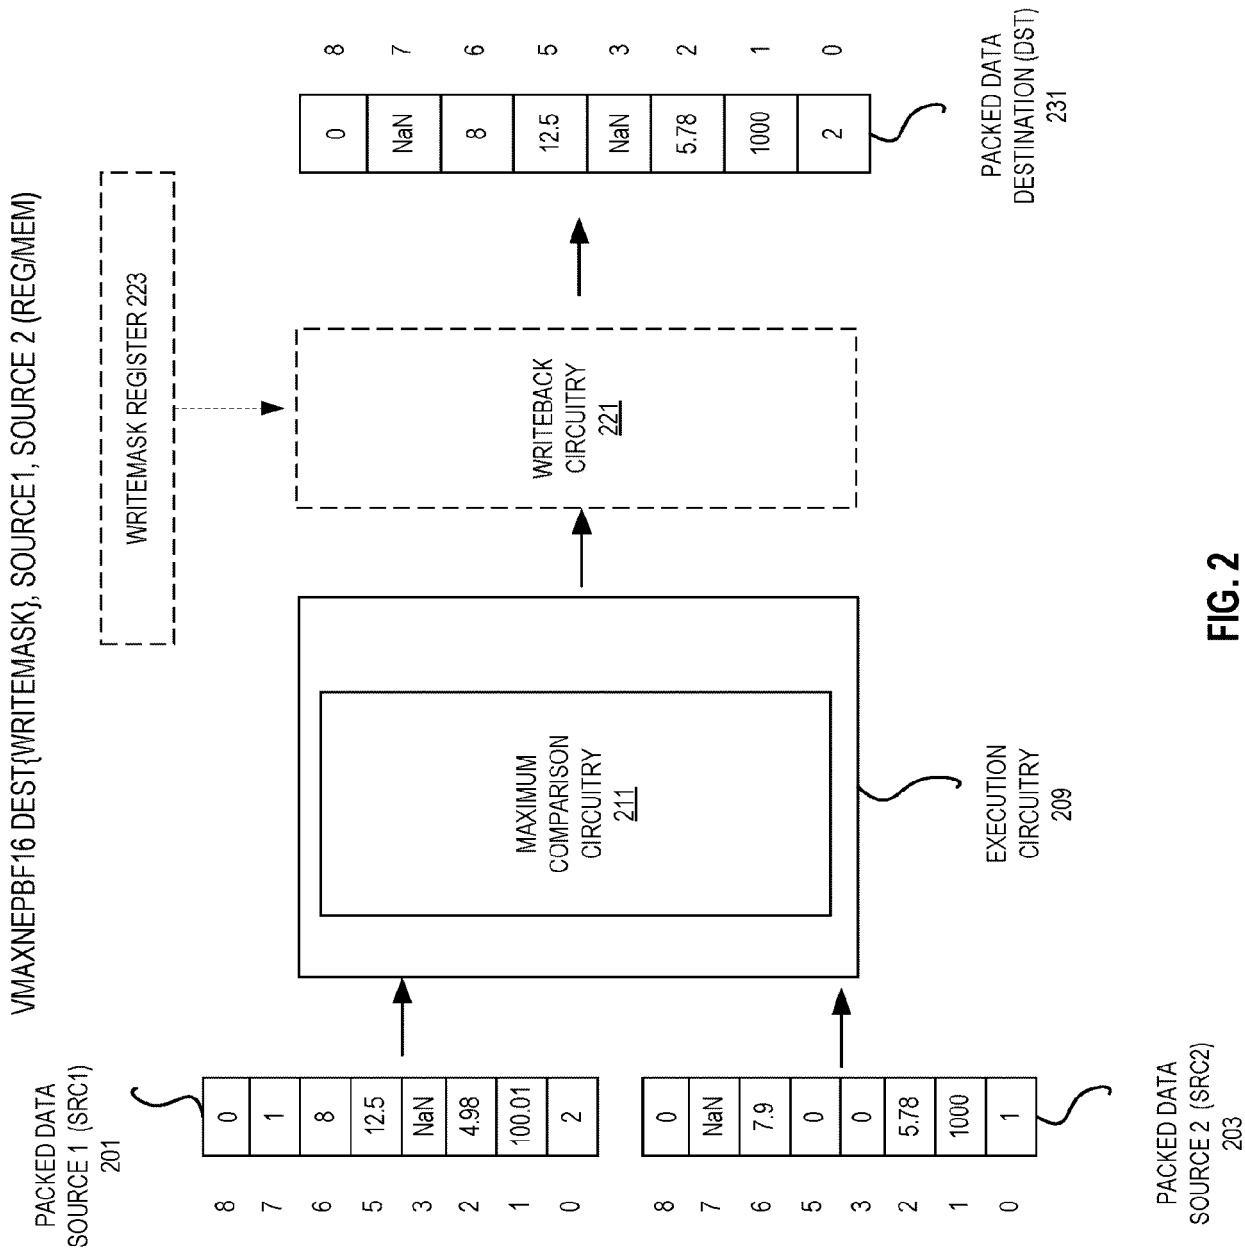 VMAXNEPBF16 DEST{WRITEMASK}, SOURCE1, SOURCE 2 (REG/MEM)
PACKED DATA
SOURCE 1 (SRC1)
201
8
7
6
5
3
2
1
0
0
1
8
12.5
NaN
4.98
100.01
2
8
7
6
5
3
2
1
0
0
NaN
7.9
0
0
5.78
1000
1
PACKED DATA
SOURCE 2 (SRC2)
203
MAXIMUM
COMPARISON
CIRCUITRY
211
EXECUTION
CIRCUITRY
209
WRITEMASK REGISTER 223
WRITEBACK
CIRCUITRY
221
0
NaN
8
12.5
NaN
5.78
1000
2
8
7
6
5
3
2
1
0
PACKED DATA
DESTINATION (DST)
231
FIG. 2